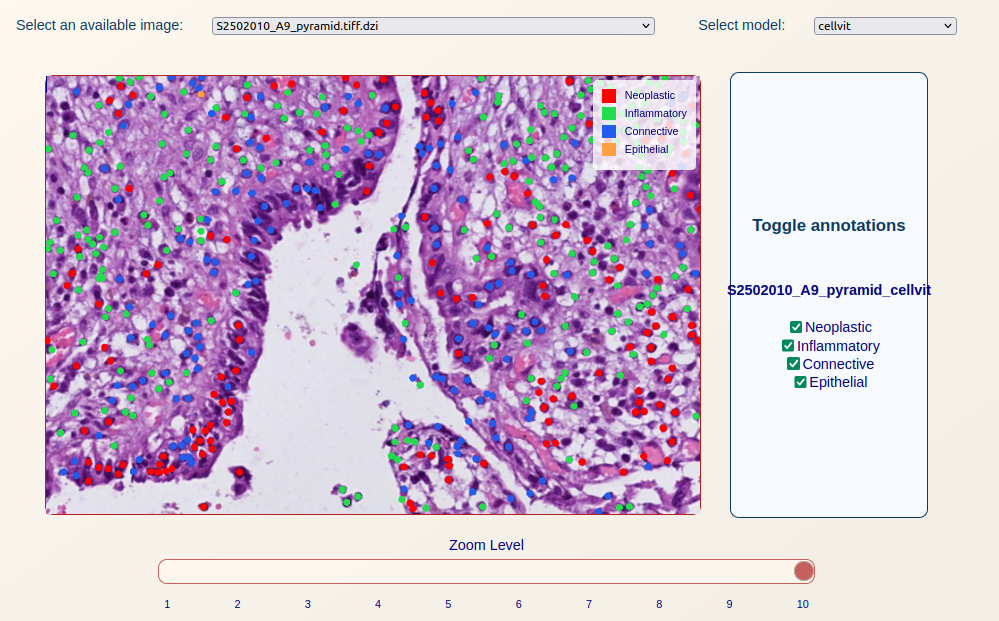 Select an available image: S2502010_A9_pyramid.tiff.dzi Select model: cellvit
Neoplastic
Inflammatory
Connective
Epithelial
Toggle annotations
S2502010_A9_pyramid_cellvit
Neoplastic
Inflammatory
Connective
Epithelial
Zoom Level
1 2 3 4 5 6 7 8 9 10